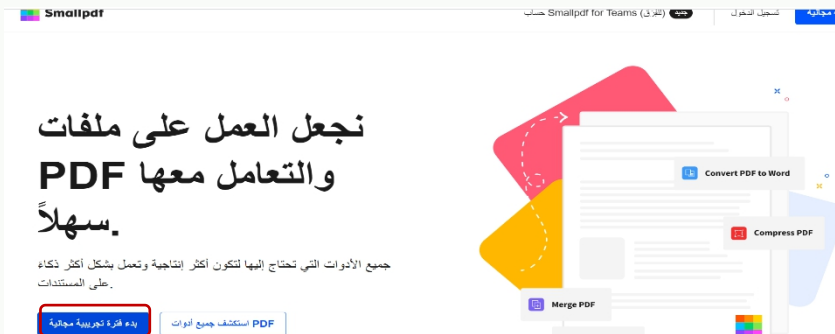 Smallpdf
حساب Smallpdf for Teams (للفرق) جديد
تسجيل الدخول
مجانية
نجعل العمل على ملفات
PDF والتعامل معها
سهلاً.
جميع الأدوات التي تحتاج إليها لتكون أكثر إنتاجية وتعمل بشكل أكثر ذكاءً
على المستندات.
بدء فترة تجريبية مجانية
استكشف جميع أدوات PDF
Convert PDF to Word
Compress PDF
Merge PDF